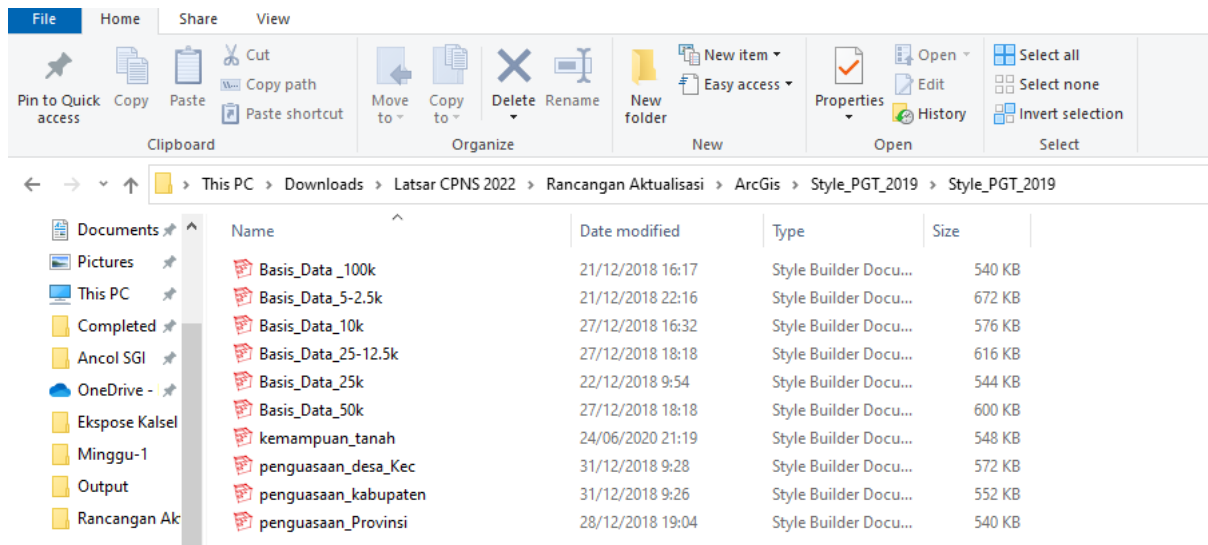 File Home Share View
Pin to Quick access
Copy
Paste
Cut
Copy path
Paste shortcut
Clipboard
Move to
Copy to
Delete
Rename
Organize
New folder
New item
Easy access
New
Properties
Open
Edit
History
Open
Select all
Select none
Invert selection
Select
This PC > Downloads > Latsar CPNS 2022 > Rancangan Aktualisasi > ArcGis > Style_PGT_2019 > Style_PGT_2019
Documents
Pictures
This PC
Completed
Ancol SGI
OneDrive -
Ekspose Kalsel
Minggu-1
Output
Rancangan Ak
Name Date modified Type Size
Basis_Data _100k 21/12/2018 16:17 Style Builder Docu... 540 KB
Basis_Data_5-2.5k 21/12/2018 22:16 Style Builder Docu... 672 KB
Basis_Data_10k 27/12/2018 16:32 Style Builder Docu... 576 KB
Basis_Data_25-12.5k 27/12/2018 18:18 Style Builder Docu... 616 KB
Basis_Data_25k 22/12/2018 9:54 Style Builder Docu... 544 KB
Basis_Data_50k 27/12/2018 18:18 Style Builder Docu... 600 KB
kemampuan_tanah 24/06/2020 21:19 Style Builder Docu... 548 KB
penguasaan_desa_Kec 31/12/2018 9:28 Style Builder Docu... 572 KB
penguasaan_kabupaten 31/12/2018 9:26 Style Builder Docu... 552 KB
penguasaan_Provinsi 28/12/2018 19:04 Style Builder Docu... 540 KB